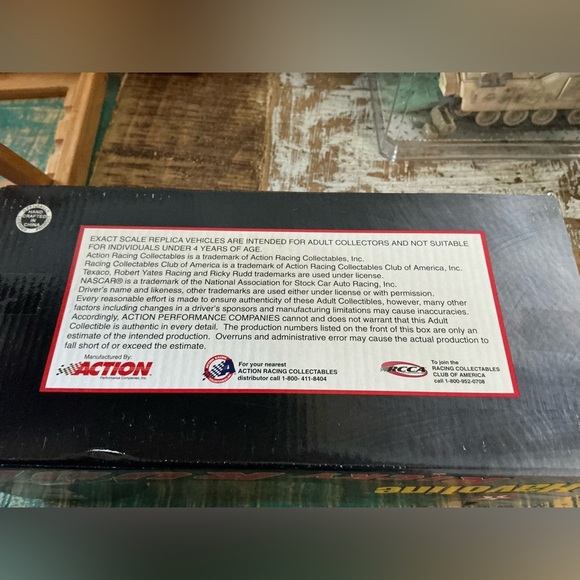 HAND
CRAFTED
IN
CHINA
EXACT SCALE REPLICA VEHICLES ARE INTENDED FOR ADULT COLLECTORS AND NOT SUITABLE
FOR INDIVIDUALS UNDER 4 YEARS OF AGE.
Action Racing Collectables is a trademark of Action Racing Collectables, Inc.
Racing Collectables Club of America is a trademark of Action Racing Collectables Club of America, Inc.
Texaco, Robert Yates Racing and Ricky Rudd trademarks are used under license.
NASCAR® is a trademark of the National Association for Stock Car Auto Racing, Inc.
Driver's name and likeness, other trademarks are used either under license or with permission.
Every reasonable effort is made to ensure authenticity of these Adult Collectibles, however, many other
factors including changes in a driver's sponsors and manufacturing limitations may cause inaccuracies.
Accordingly, ACTION PERFORMANCE COMPANIES cannot and does not warrant that this Adult
Collectible is authentic in every detail. The production numbers listed on the front of this box are only an
estimate of the intended production. Overruns and administrative error may cause the actual production to
fall short of or exceed the estimate.
Manufactured By:
ACTION
Performance Companies, Inc.
For your nearest
ACTION RACING COLLECTABLES
distributor call 1-800- 411-8404
RCCA
To join the
RACING COLLECTABLES
CLUB OF AMERICA
call 1-800-952-0708
Havoline